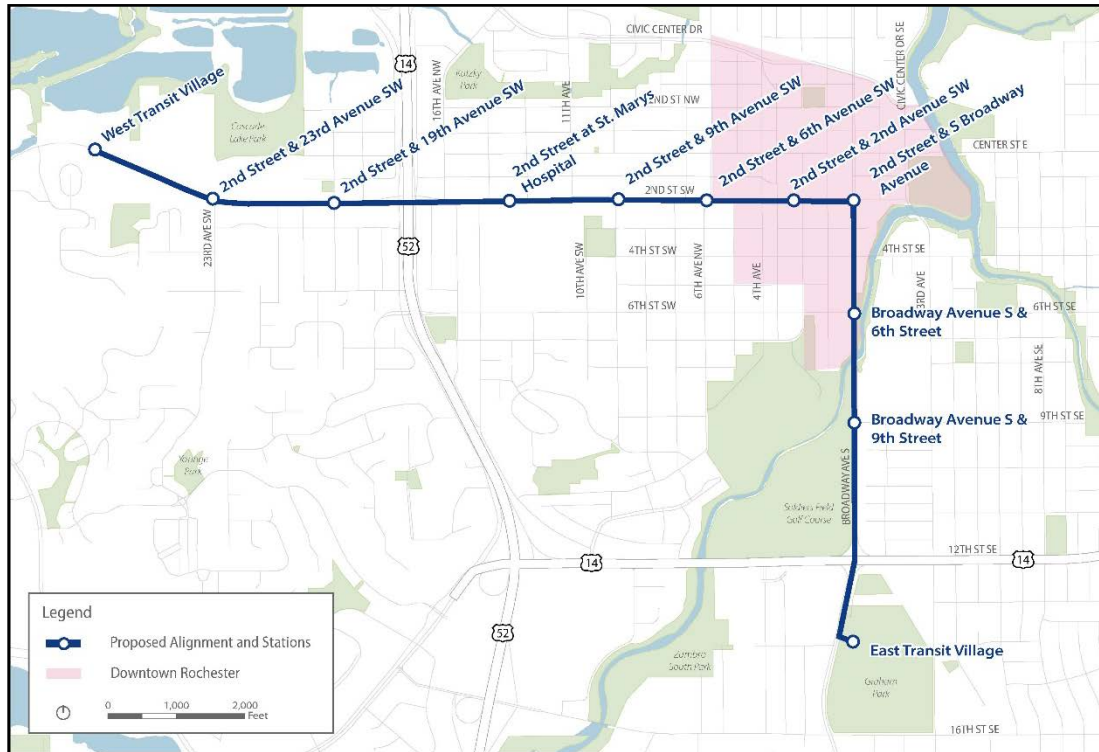 CIVIC CENTER DR
CIVIC CENTER DR SE
14
16TH AVE NW
Kutzky
Park
11TH AVE
2ND ST NW
West Transit Village
Cascade
Lake Park
2nd Street & 23rd Avenue SW
2nd Street & 19th Avenue SW
2nd Street at St. Marys
Hospital
2nd Street & 9th Avenue SW
2nd Street & 6th Avenue SW
2nd Street & 2nd Avenue SW
2nd Street & S Broadway
Avenue
CENTER ST E
2ND ST SW
23RD AVE SW
52
10TH AVE SW
4TH ST SW
6TH AVE NW
4TH AVE
4TH ST SE
3RD AVE
6TH ST SW
6TH ST SE
Broadway Avenue S &
6th Street
8TH AVE SE
9TH ST SE
Broadway Avenue S &
9th Street
BROADWAY AVE S
Soldiers Field
Golf Course
Park
12TH ST SE
14
14
52
Zumbro
South Park
East Transit Village
Graham
Park
16TH ST SE
Legend
Proposed Alignment and Stations
Downtown Rochester
0 1,000 2,000
Feet